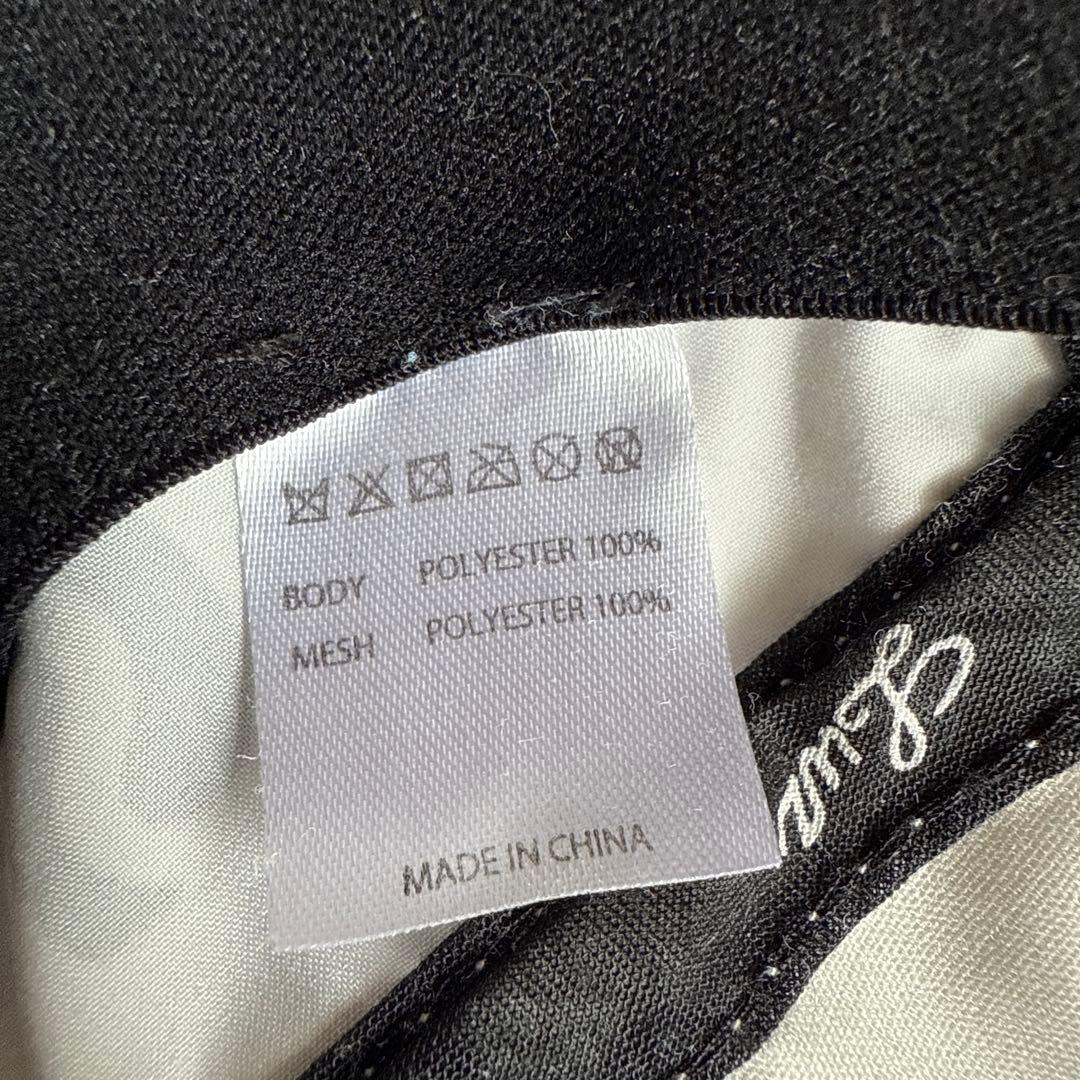 BODY POLYESTER 100%
MESH POLYESTER 100%
MADE IN CHINA